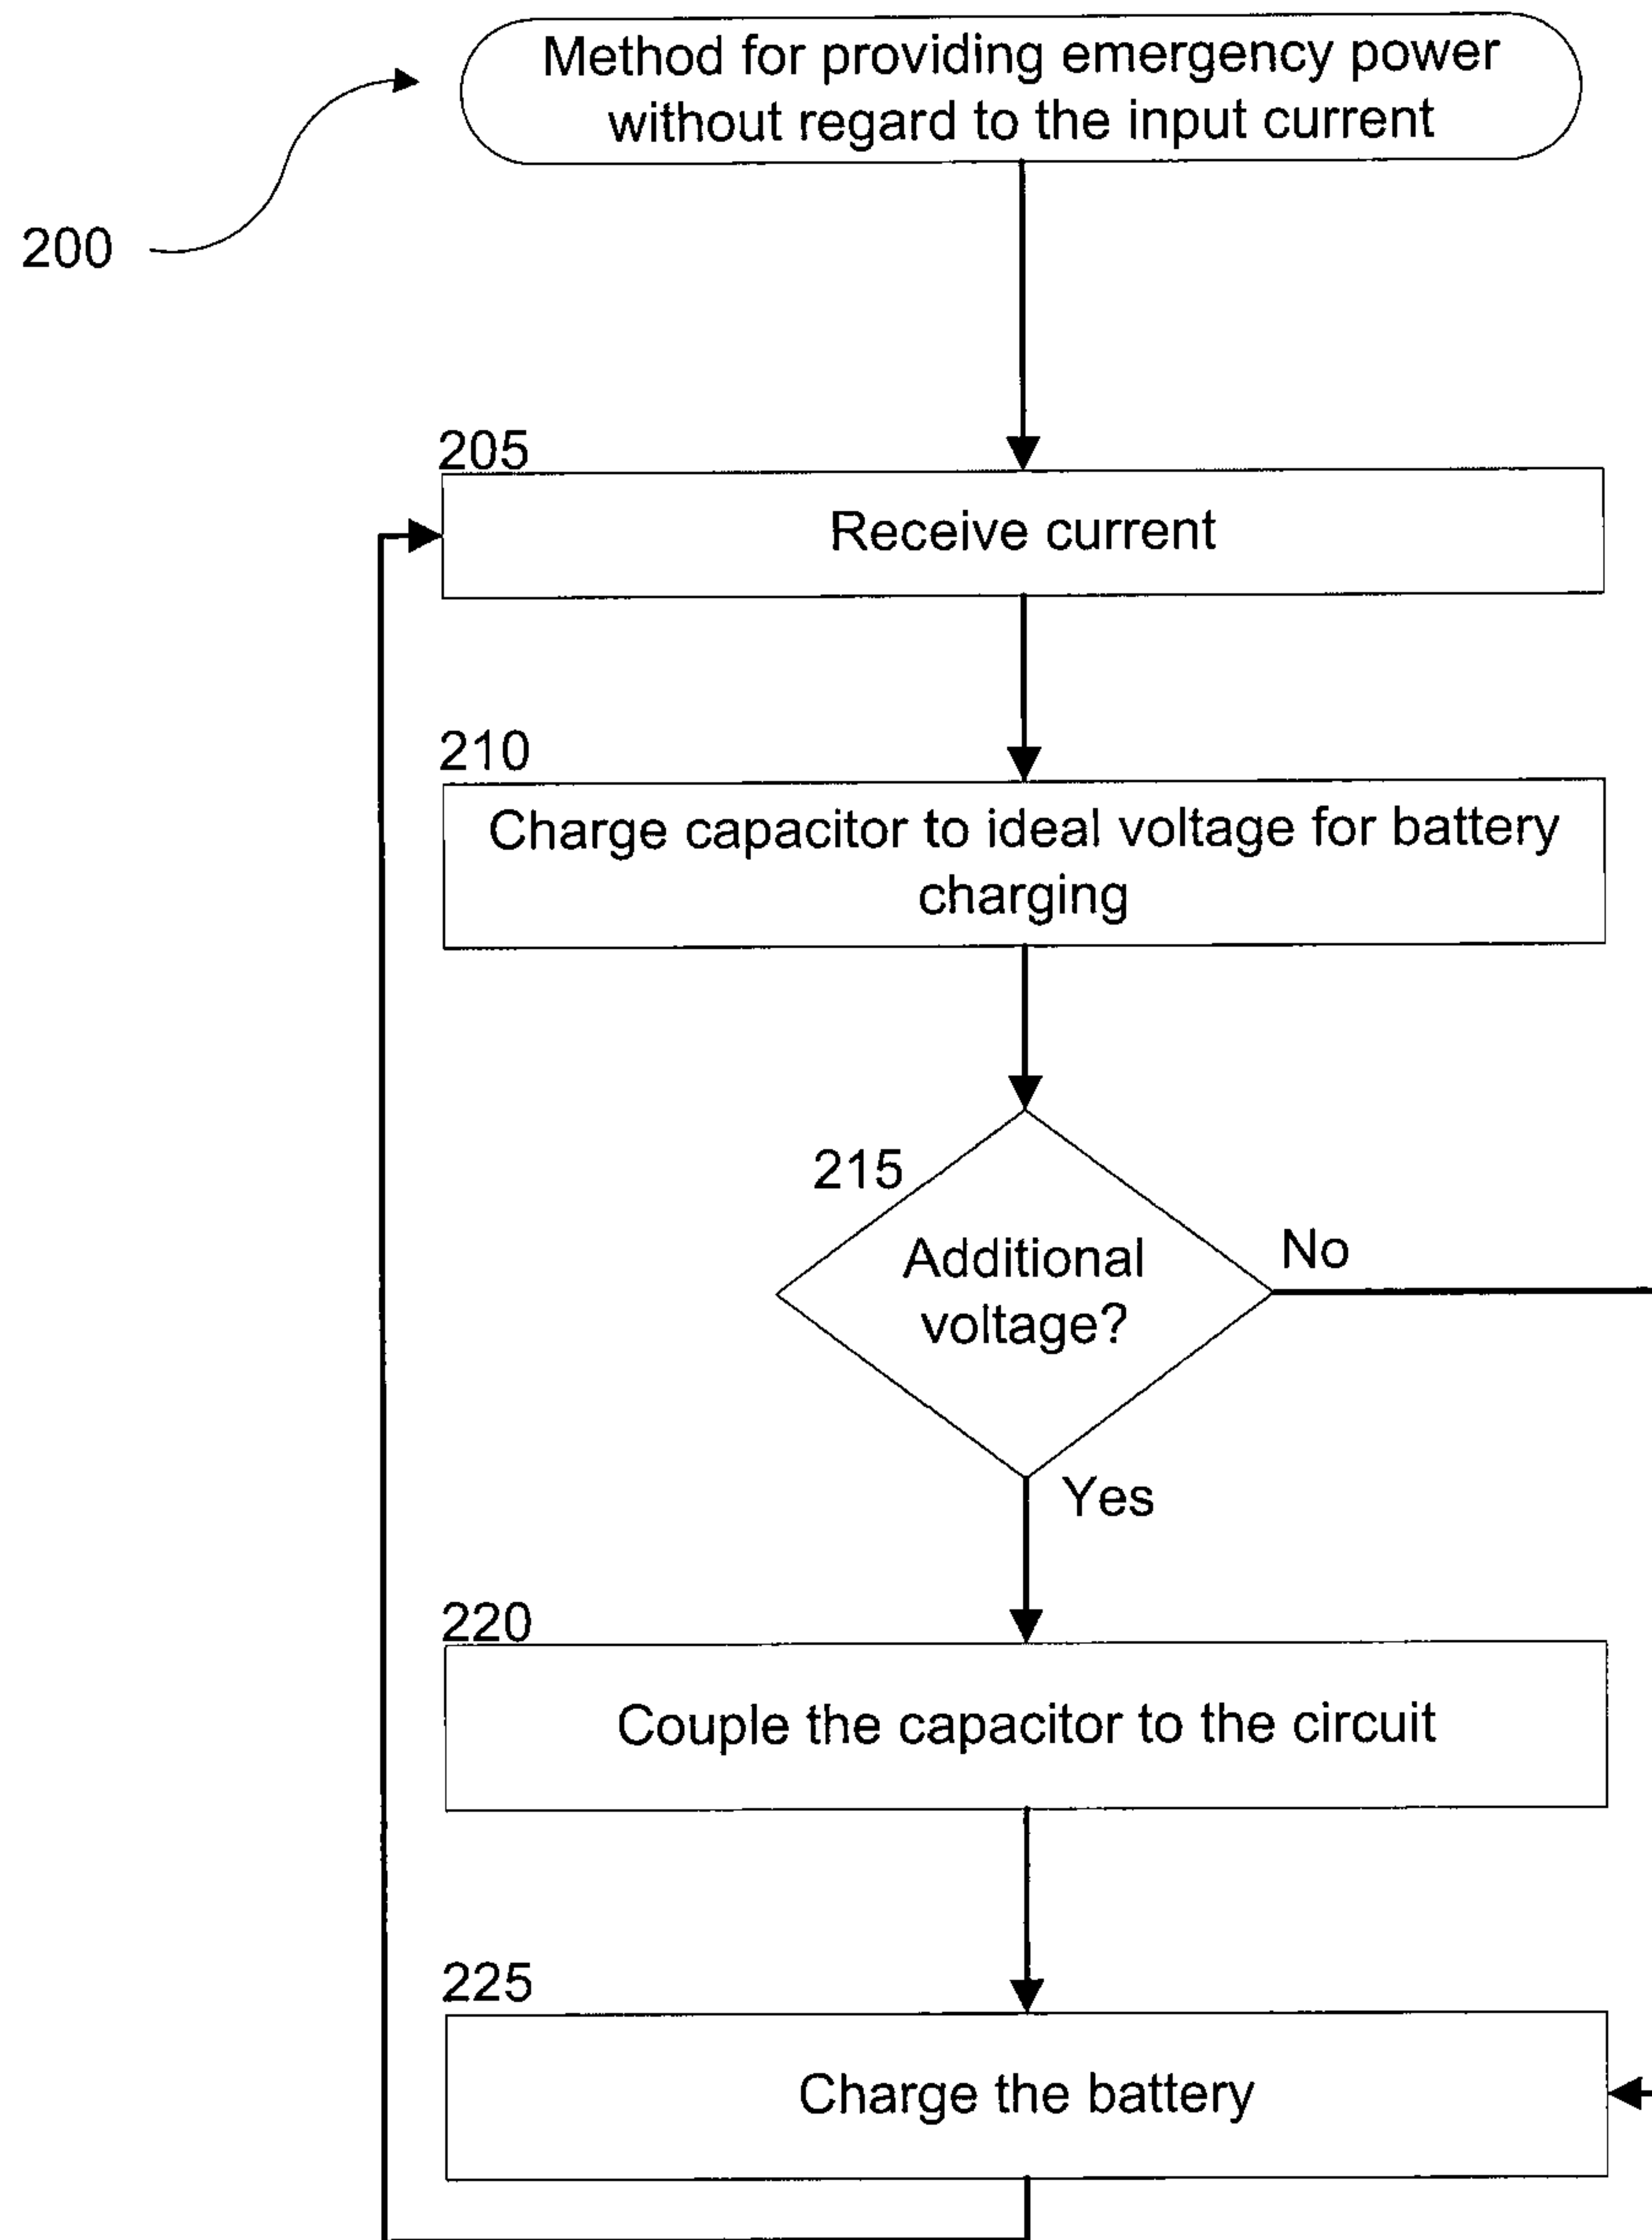 Method for providing emergency power
without regard to the input current
200
205
Receive current
210
Charge capacitor to ideal voltage for battery
charging
215
Additional
voltage?
No
Yes
220
Couple the capacitor to the circuit
225
Charge the battery